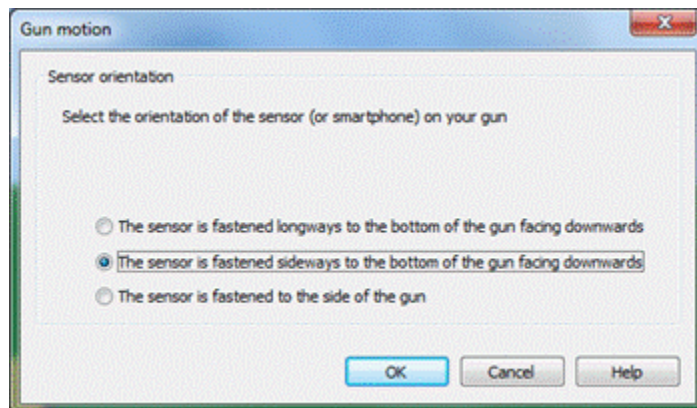 Gun motion
Sensor orientation
Select the orientation of the sensor (or smartphone) on your gun
The sensor is fastened longways to the bottom of the gun facing downwards
The sensor is fastened sideways to the bottom of the gun facing downwards
The sensor is fastened to the side of the gun
OK Cancel Help